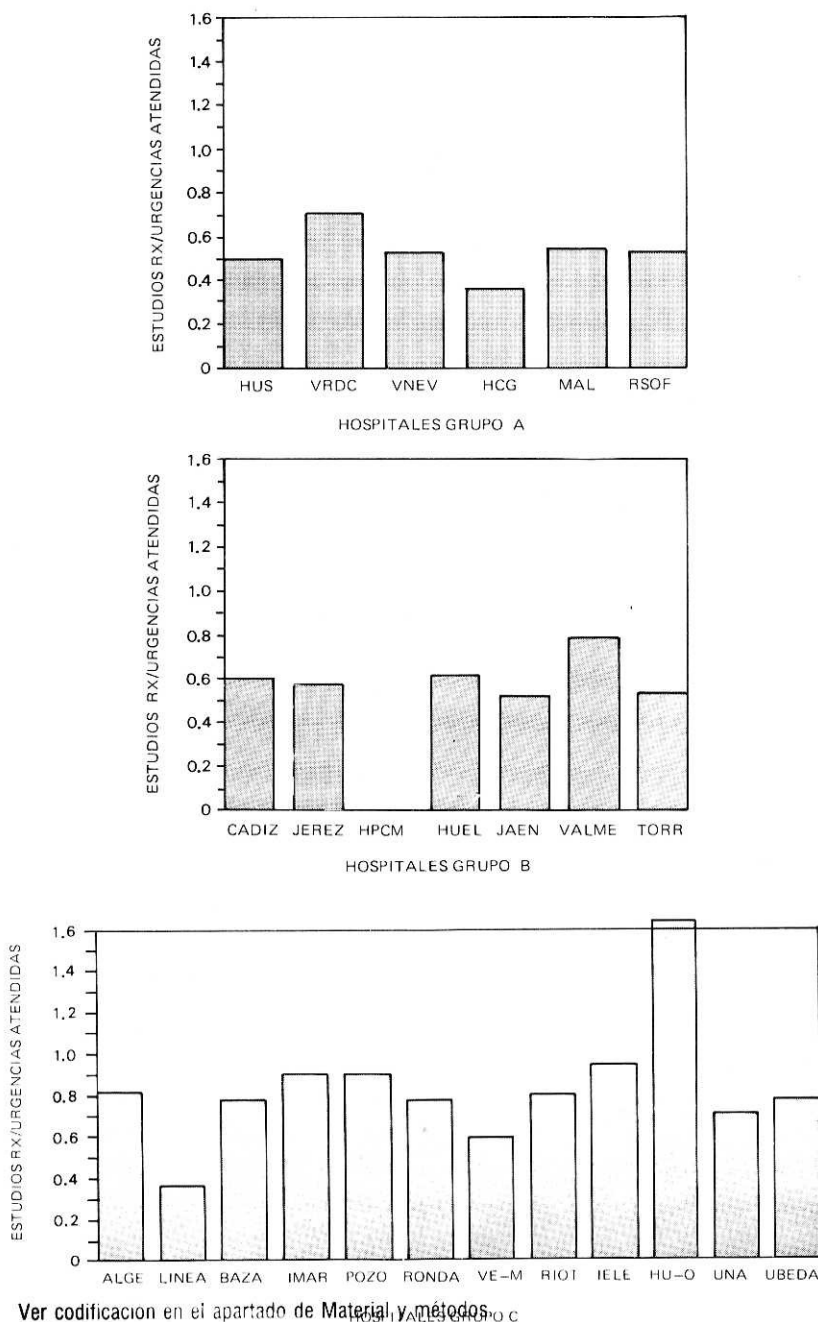 ESTUDIOS RX/URGENCIAS ATENDIDAS
1.6
1.4
1.2
1.0
0.8
0.6
0.4
0.2
0
HUS VRDC VNEV HCG MAL RSOF
HOSPITALES GRUPO A
ESTUDIOS RX/URGENCIAS ATENDIDAS
1.6
1.4
1.2
1.0
0.8
0.6
0.4
0.2
0
CADIZ JEREZ HPCM HUEL JAEN VALME TORR
HOSPITALES GRUPO B
ESTUDIOS RX/URGENCIAS ATENDIDAS
1.6
1.4
1.2
1.0
0.8
0.6
0.4
0.2
0
ALGE LINEA BAZA IMAR POZO RONDA VE-M RIOT IELE HU-O UNA UBEDA
HOSPITALES GRUPO C
Ver codificacion en el apartado de Material y métodos.